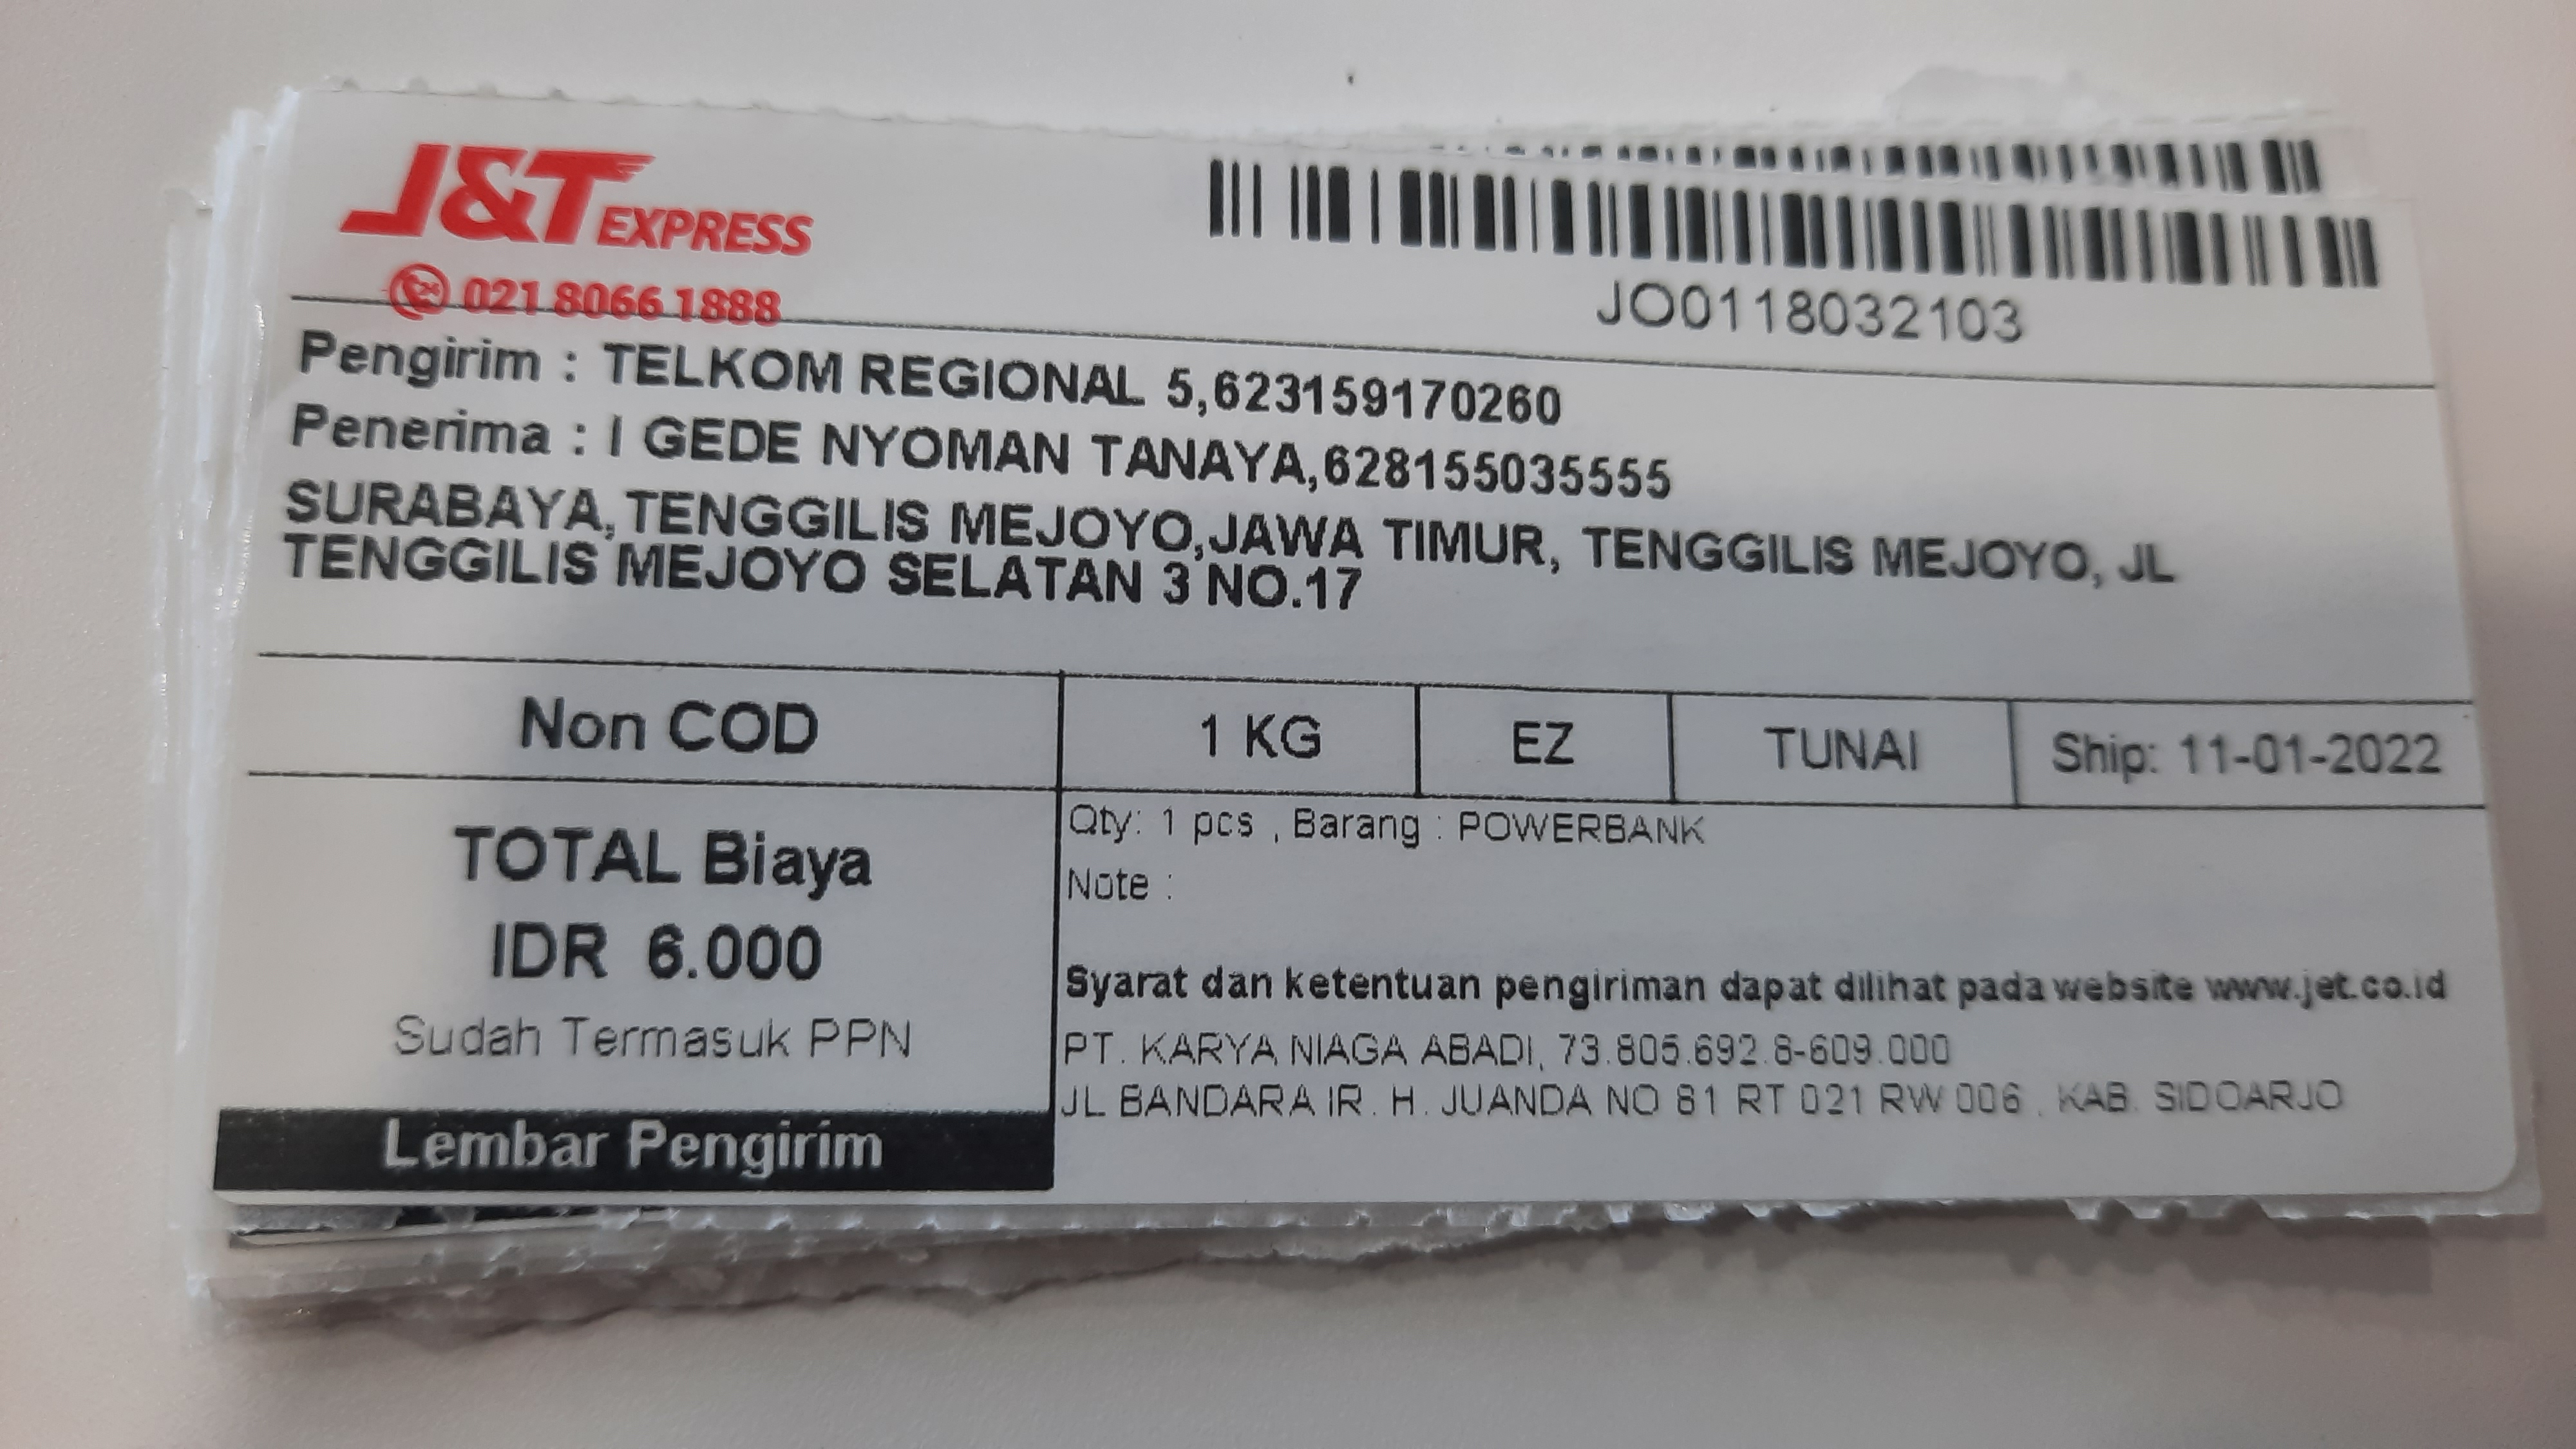 J&T EXPRESS
021 8066 1888
JO0118032103
Pengirim : TELKOM REGIONAL 5,62315917​0260
Penerima : I GEDE NYOMAN TANAYA,6281550355​55
SURABAYA,TENGGILIS MEJOYO,JAWA TIMUR, TENGGILIS MEJOYO, JL
TENGGILIS MEJOYO SELATAN 3 NO.17
Non COD 1 KG EZ TUNAI Ship: 11-01-2022
TOTAL Biaya
IDR 6.000
Sudah Termasuk PPN
Lembar Pengirim
Qty: 1 pcs , Barang : POWERBANK
Note :
Syarat dan ketentuan pengiriman dapat dilihat pada website www.jet.co.id
PT. KARYA NIAGA ABADI, 73.805.692.8-609.000
JL BANDARA IR. H. JUANDA NO 81 RT 021 RW 006 , KAB. SIDOARJO